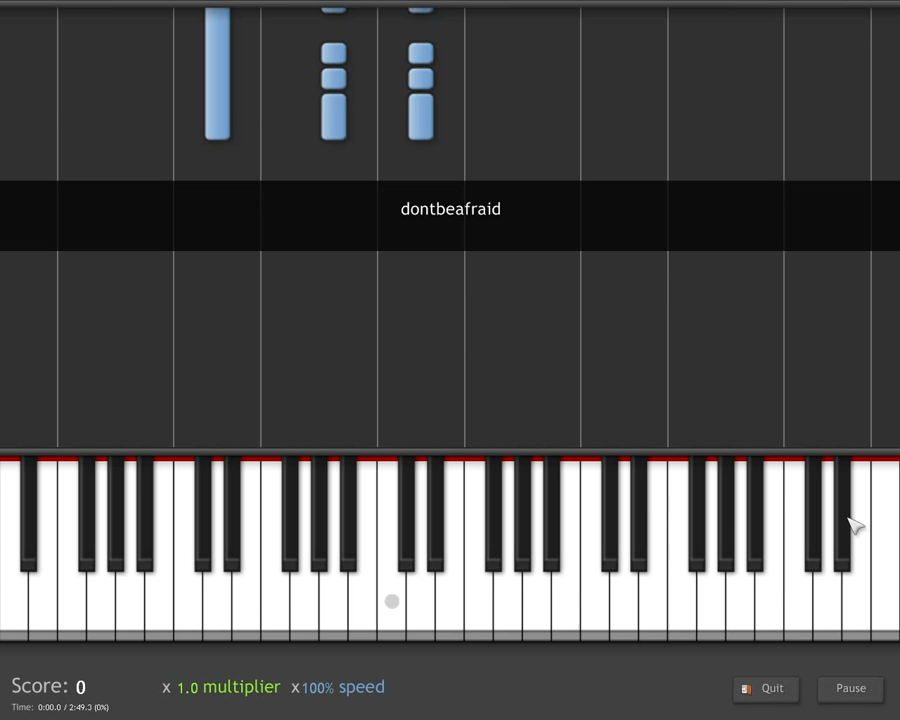 dontbeafraid
Score: 0
x 1.0 multiplier
x100% speed
Quit
Pause
Time: 0:00.0 / 2:49.3 (0%)